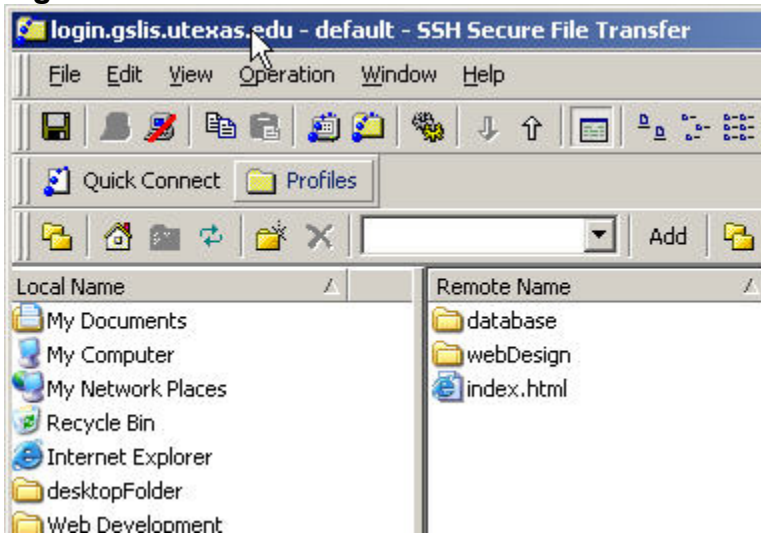 login.gslis.utexas.edu - default - SSH Secure File Transfer
File Edit View Operation Window Help
Quick Connect Profiles
Add
Local Name
My Documents
My Computer
My Network Places
Recycle Bin
Internet Explorer
desktopFolder
Web Development
Remote Name
database
webDesign
index.html